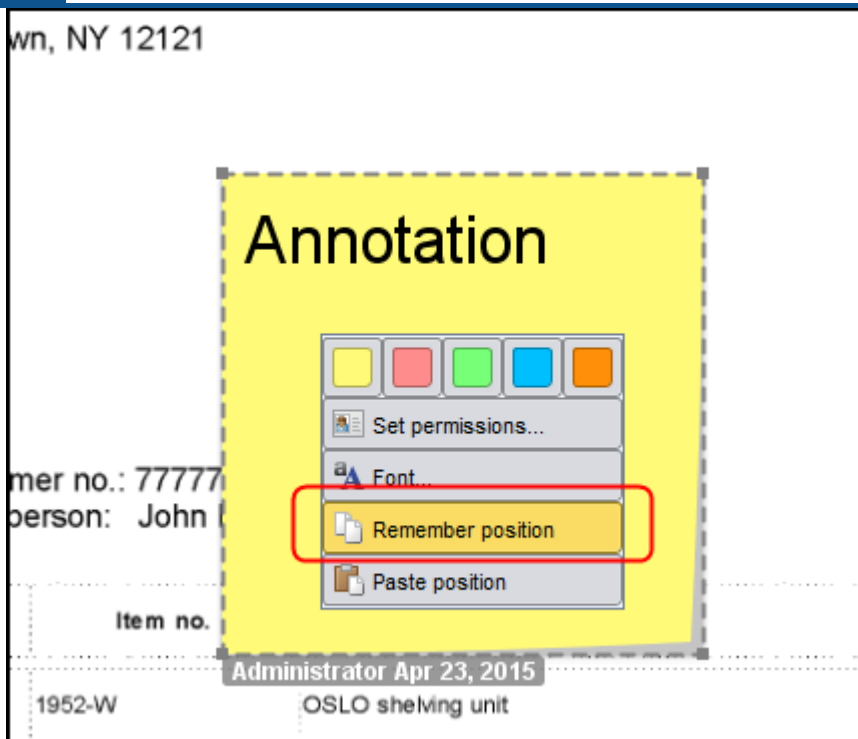 wn, NY 12121
Annotation
Set permissions...
Font...
mer no.: 77777
Remember position
person: John
Paste position
Item no.
Administrator Apr 23, 2015
1952-W OSLO shelving unit